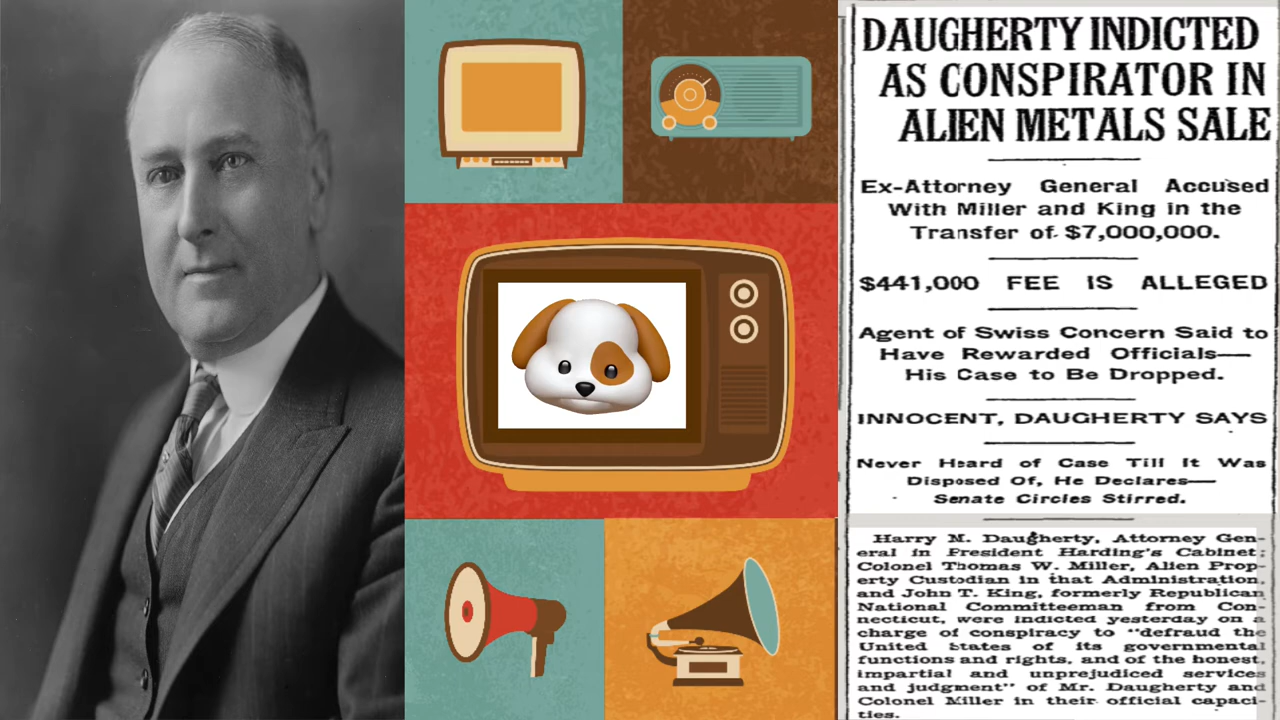 DAUGHERTY INDICTED
AS CONSPIRATOR IN
ALIEN METALS SALE
Ex-Attorney General Accused
With Miller and King in the
Transfer of $7,000,000.
$441,000 FEE IS ALLEGED
Agent of Swiss Concern Said to
Have Rewarded Officials—
His Case to Be Dropped.
INNOCENT, DAUGHERTY SAYS
Never Heard of Case Till It Was
Disposed Of, He Declares—
Senate Circles Stirred.
Harry M. Daugherty, Attorney Gen-
eral in President Harding's Cabinet;
Colonel Thomas W. Miller, Alien Prop-
erty Custodian in that Administration,
and John T. King, formerly Republican
National Committeeman from Con-
necticut, were indicted yesterday on a
charge of conspiracy to "defraud the
United States of its governmental
functions and rights, and of the honest,
impartial and unprejudiced services
and judgment" of Mr. Daugherty and
Colonel Miller in their official capaci-
ties.